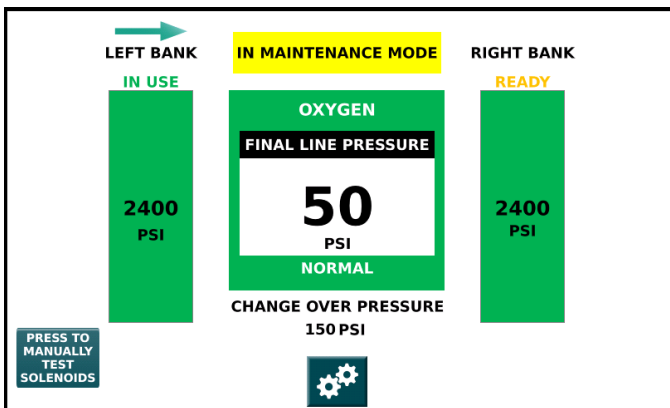 LEFT BANK
IN MAINTENANCE MODE
RIGHT BANK
IN USE
READY
OXYGEN
FINAL LINE PRESSURE
2400
PSI
50
PSI
2400
PSI
NORMAL
CHANGE OVER PRESSURE
150 PSI
PRESS TO
MANUALLY
TEST
SOLENOIDS